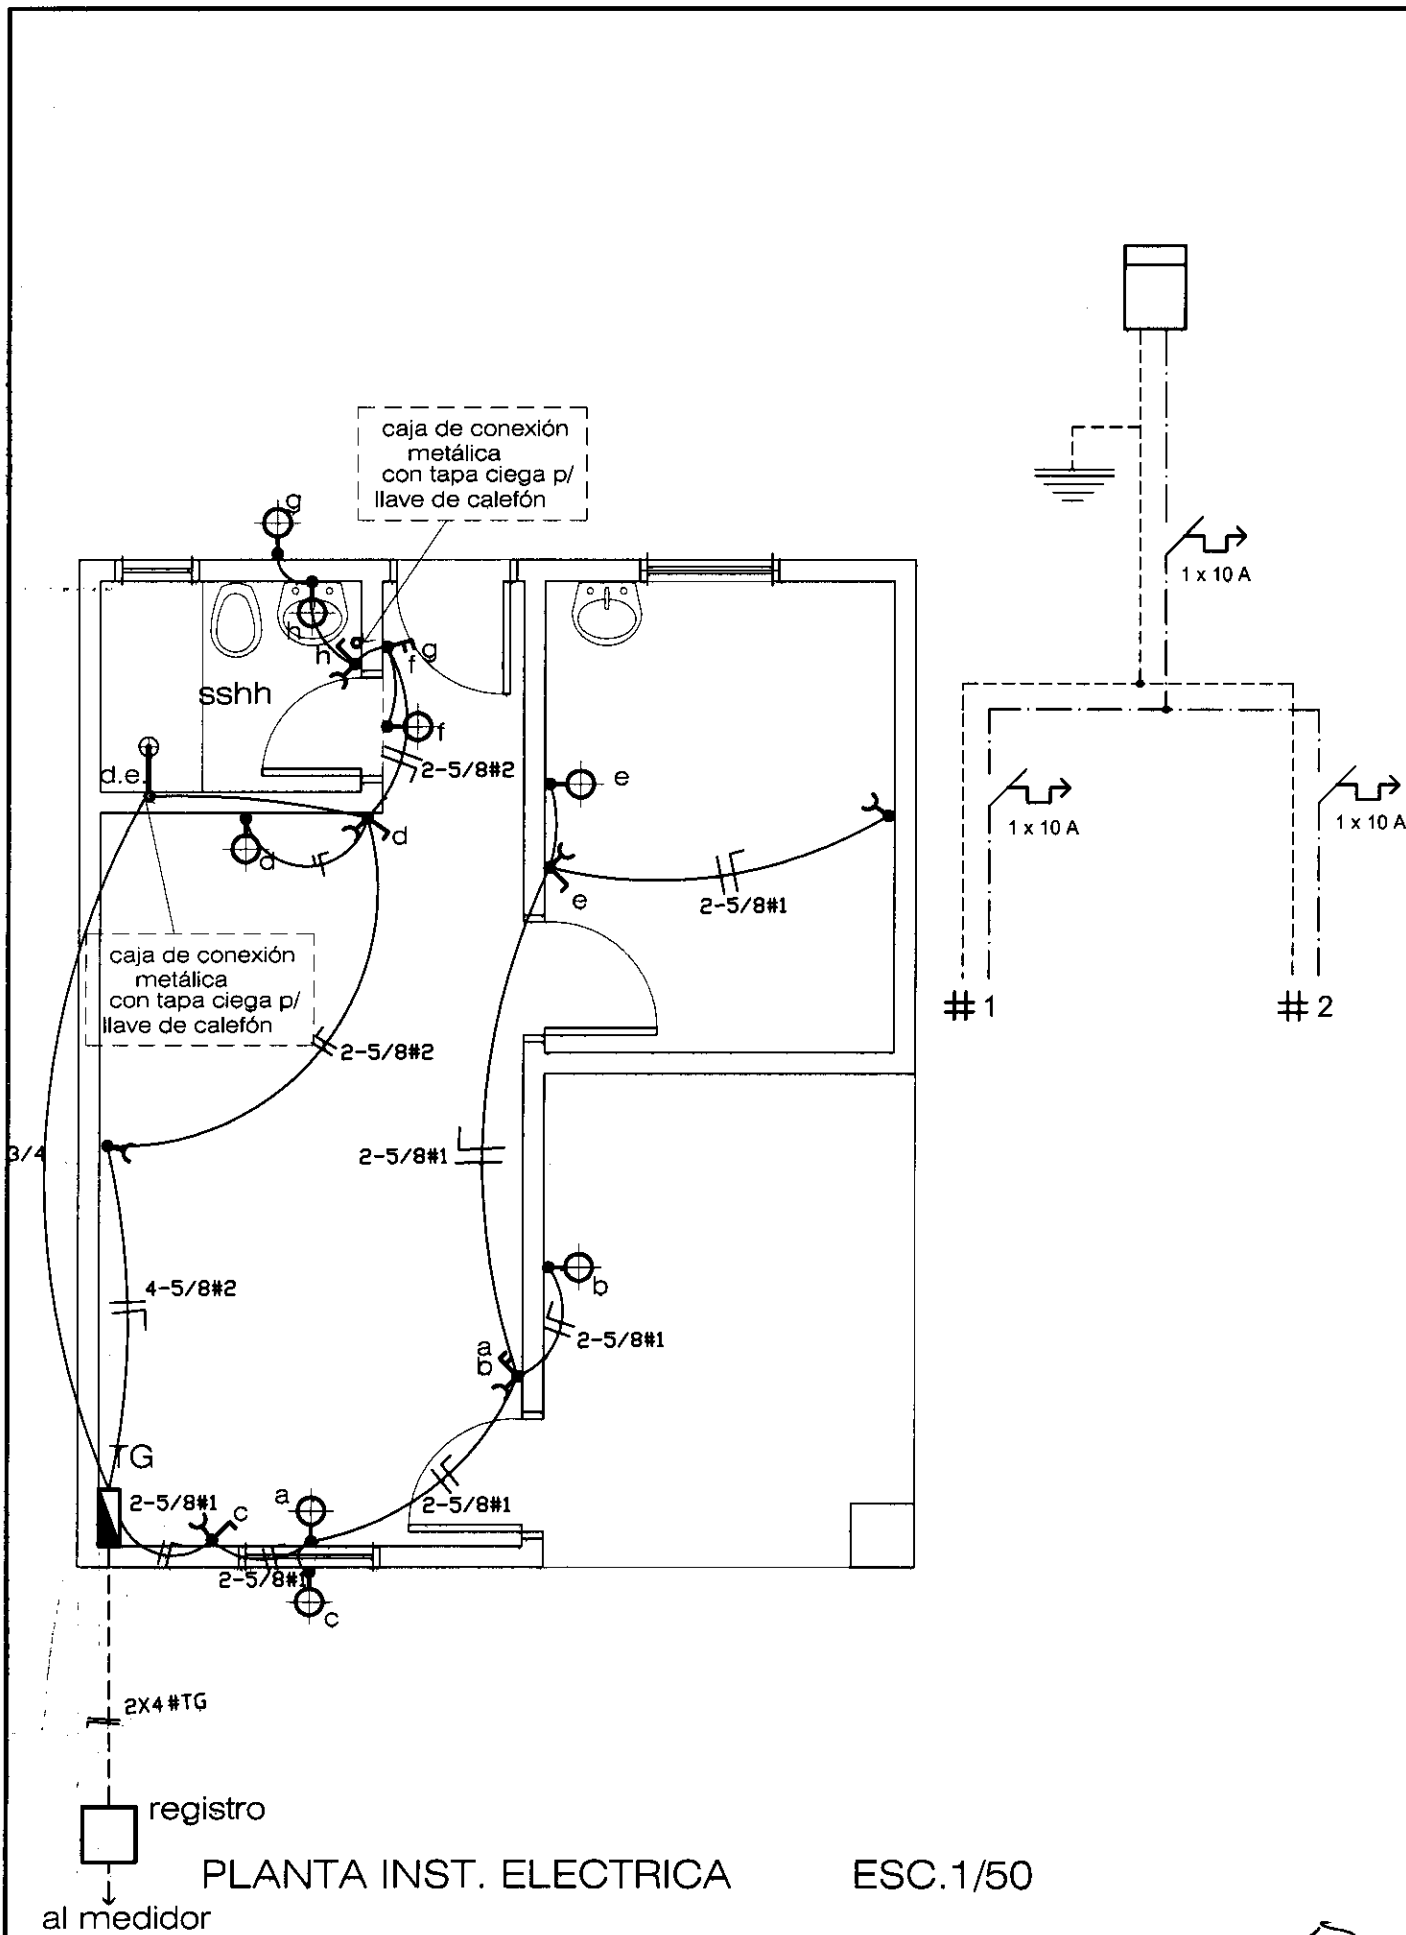 caja de conexión
metálica
con tapa ciega p/
llave de calefón
g
h
h
g
f
sshh
f
2-5/8#2
d.e.
d
d
e
e
2-5/8#1
caja de conexión
metálica
con tapa ciega p/
llave de calefón
2-5/8#2
3/4
2-5/8#1
4-5/8#2
b
2-5/8#1
a
b
TG
2-5/8#1
c
a
2-5/8#1
2-5/8#1
c
2X4#TG
registro
al medidor
1 x 10 A
1 x 10 A
1 x 10 A
# 1
# 2
PLANTA INST. ELECTRICA ESC.1/50